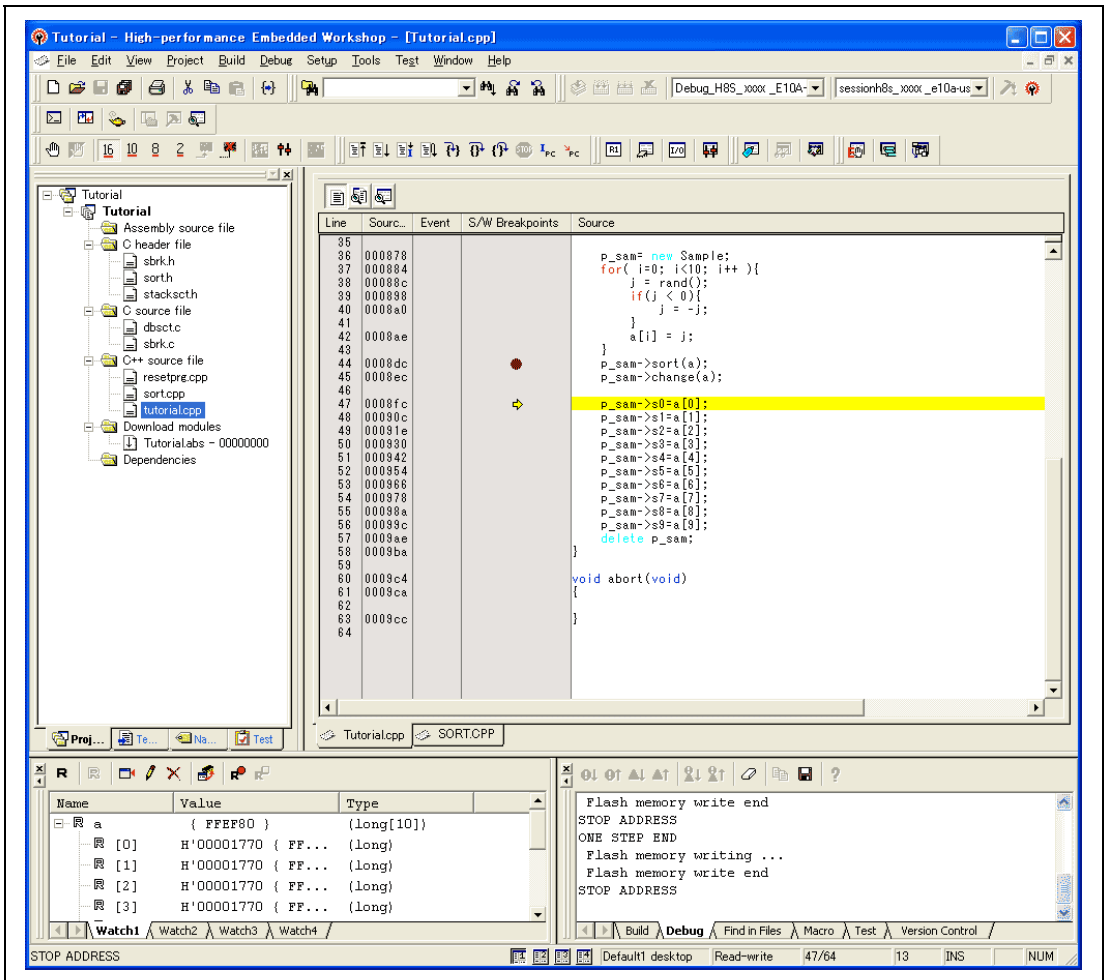 Tutorial - High-performance Embedded Workshop - [Tutorial.cpp]
File Edit View Project Build Debug Setup Tools Test Window Help
Debug_H8S_xxxx_E10A- sessionh8s_xxxx_e10a-us
16 10 8 2
Tutorial
Tutorial
Assembly source file
C header file
sbrk.h
sort.h
stacksct.h
C source file
dbsct.c
sbrk.c
C++ source file
resetprg.cpp
sort.cpp
tutorial.cpp
Download modules
Tutorial.abs - 00000000
Dependencies
Proj... Te... Na... Test
Line Sourc... Event S/W Breakpoints Source
35
36 000878 p_sam= new Sample;
37 000884 for( i=0; i<10; i++ ){
38 00088c j = rand();
39 000898 if(j < 0){
40 0008a0 j = -j;
41 }
42 0008ae a[i] = j;
43 }
44 0008dc p_sam->sort(a);
45 0008ec p_sam->change(a);
46
47 0008fc p_sam->s0=a[0];
48 00090c p_sam->s1=a[1];
49 00091e p_sam->s2=a[2];
50 000930 p_sam->s3=a[3];
51 000942 p_sam->s4=a[4];
52 000954 p_sam->s5=a[5];
53 000966 p_sam->s6=a[6];
54 000978 p_sam->s7=a[7];
55 00098a p_sam->s8=a[8];
56 00099c p_sam->s9=a[9];
57 0009ae delete p_sam;
58 0009ba }
59
60 0009c4 void abort(void)
61 0009ca {
62
63 0009cc }
64
Tutorial.cpp SORT.CPP
Name Value Type
a { FFEF80 } (long[10])
[0] H'00001770 { FF... (long)
[1] H'00001770 { FF... (long)
[2] H'00001770 { FF... (long)
[3] H'00001770 { FF... (long)
Watch1 Watch2 Watch3 Watch4
Flash memory write end
STOP ADDRESS
ONE STEP END
Flash memory writing ...
Flash memory write end
STOP ADDRESS
Build Debug Find in Files Macro Test Version Control
STOP ADDRESS Default1 desktop Read-write 47/64 13 INS NUM